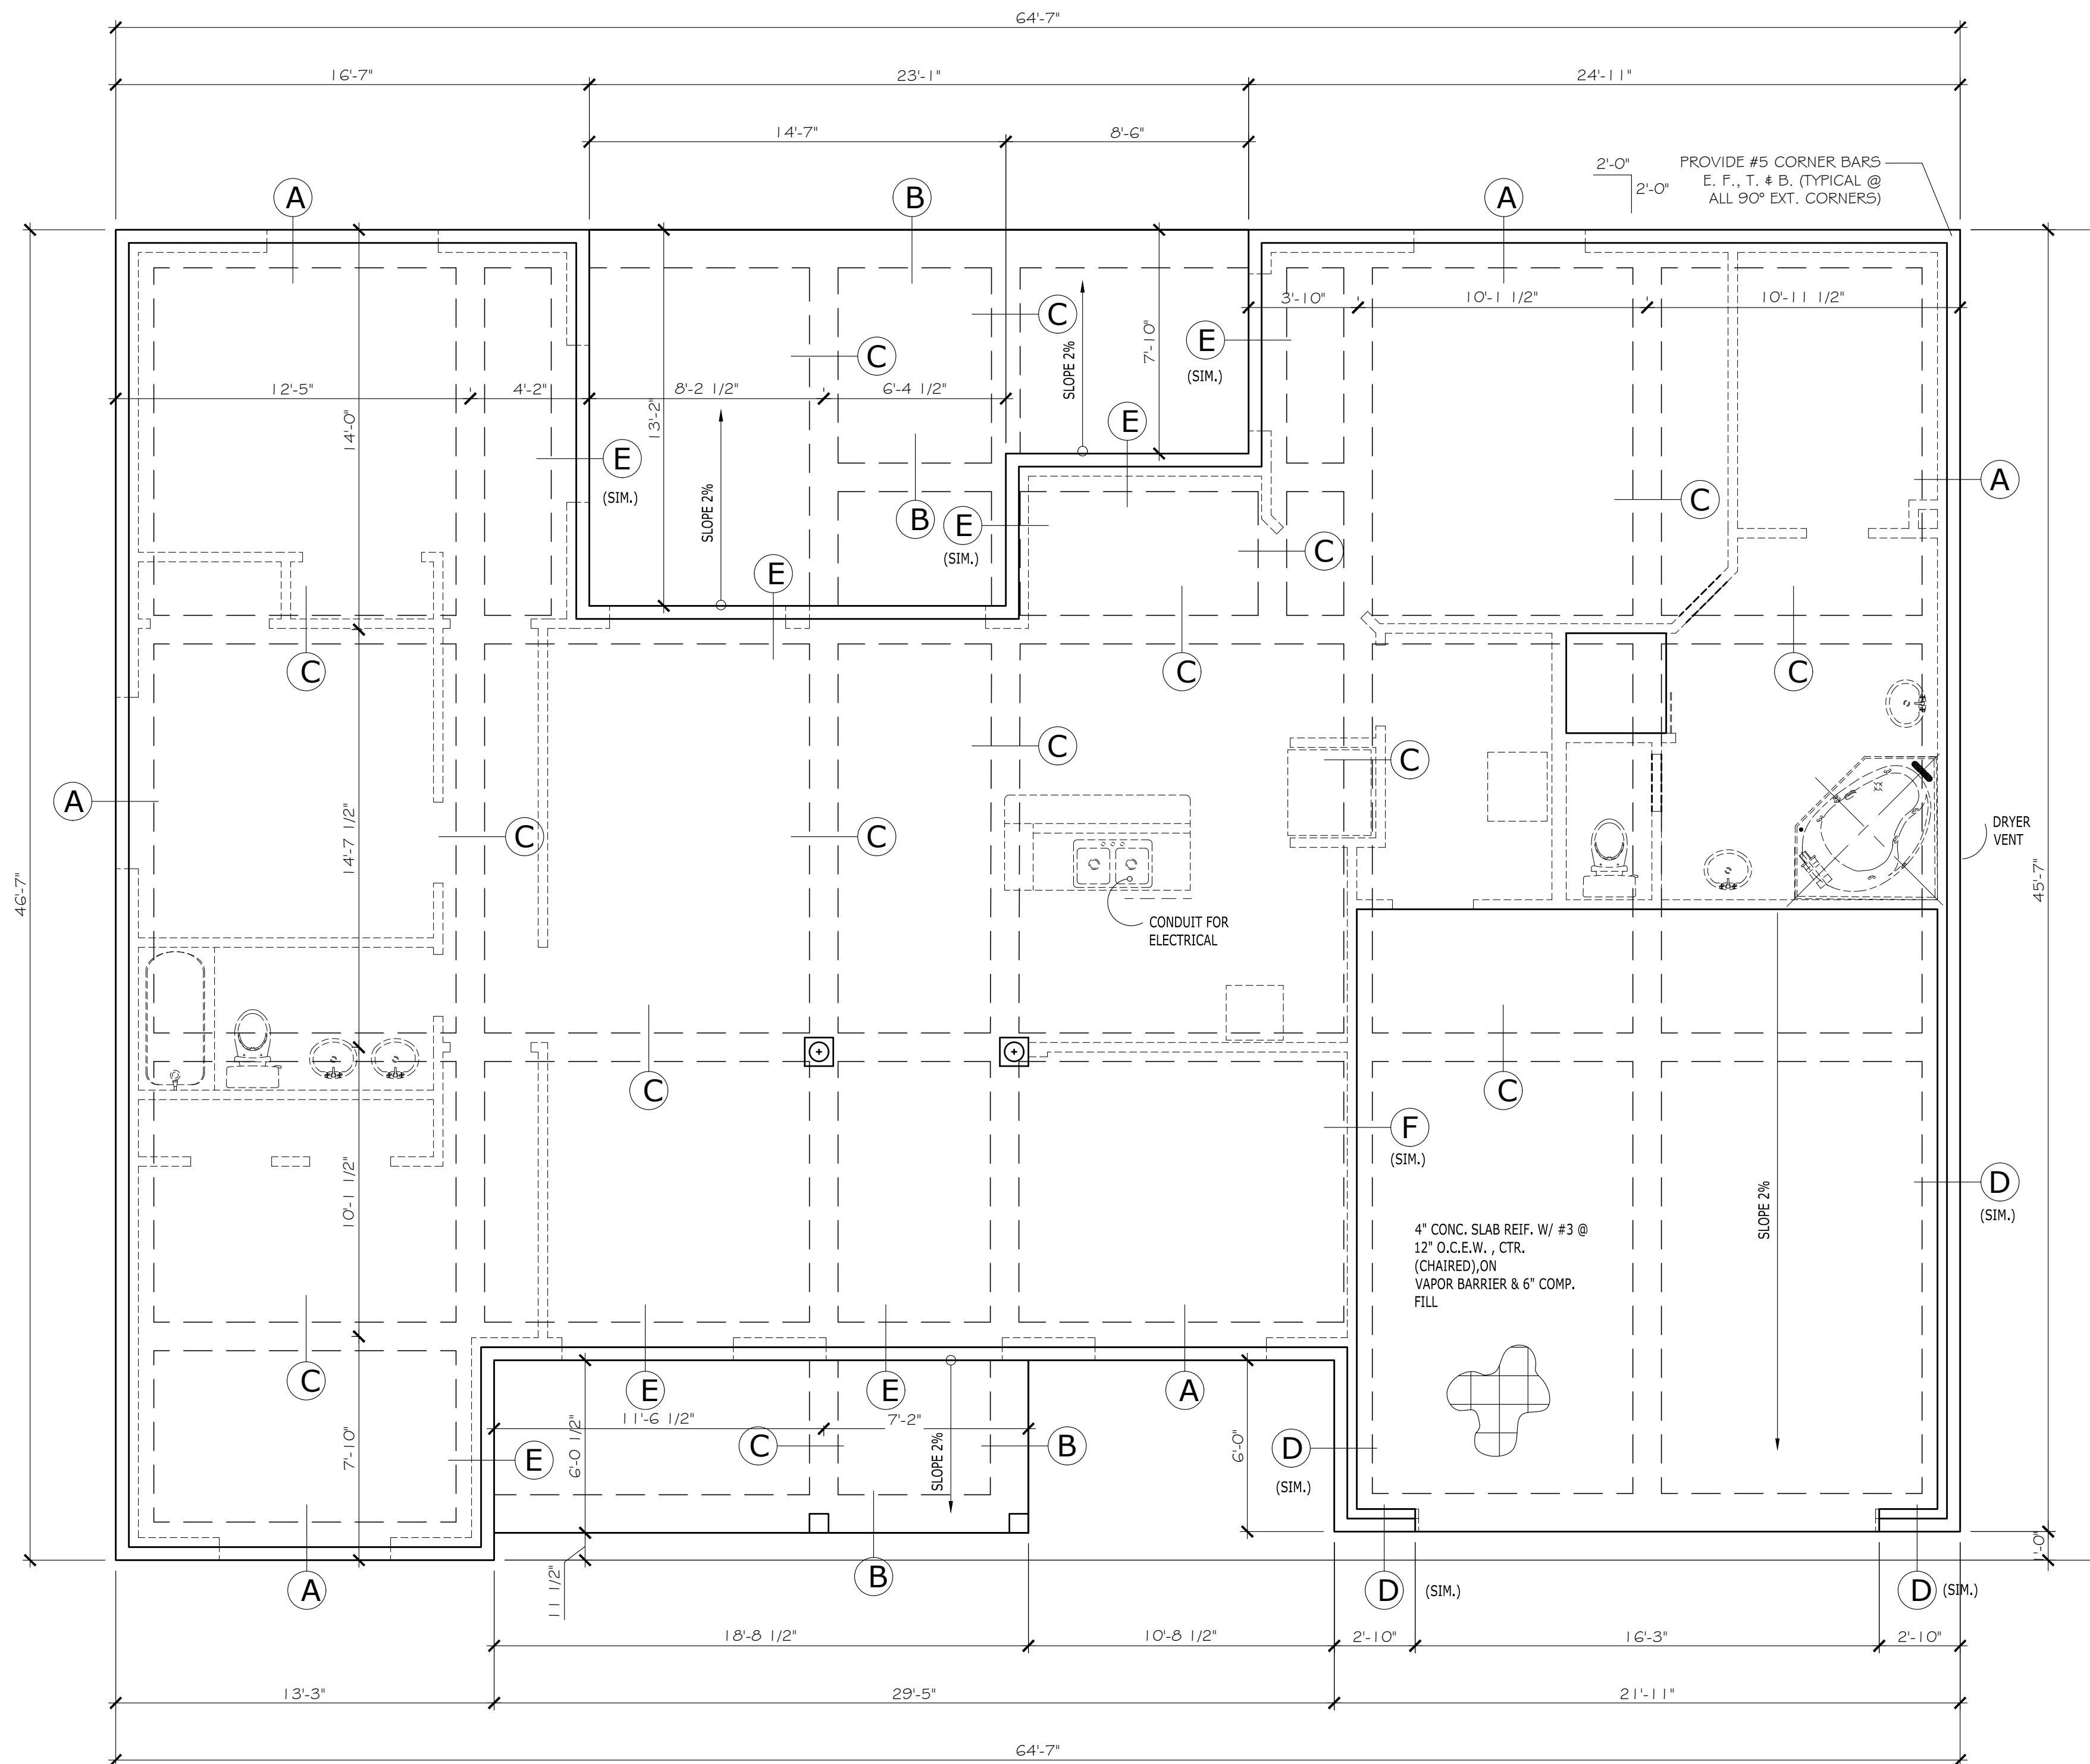 64'-7"
16'-7"
23'-1"
24'-11"
14'-7"
8'-6"
2'-0"
2'-0"
PROVIDE #5 CORNER BARS
E. F., T. & B. (TYPICAL @
ALL 90° EXT. CORNERS)
A
B
A
3'-10"
10'-1 1/2"
10'-11 1/2"
C
C
SLOPE 2%
7'-10"
E
(SIM.)
12'-5"
4'-2"
8'-2 1/2"
6'-4 1/2"
14'-0"
13'-2"
E
(SIM.)
SLOPE 2%
E
B
E
(SIM.)
C
C
A
E
C
C
C
C
C
A
14'-7 1/2"
C
C
46'-7"
45'-7"
DRYER
VENT
CONDUIT FOR
ELECTRICAL
C
C
F
(SIM.)
10'-1 1/2"
D
(SIM.)
SLOPE 2%
4" CONC. SLAB REIF. W/ #3 @
12" O.C.E.W. , CTR.
(CHAIRED),ON
VAPOR BARRIER & 6" COMP.
FILL
C
E
E
A
11'-6 1/2"
7'-2"
7'-10"
E
6'-0 1/2"
C
SLOPE 2%
B
6'-0"
D
(SIM.)
A
11 1/2"
B
D
(SIM.)
D
(SIM.)
1'-0"
18'-8 1/2"
10'-8 1/2"
2'-10"
16'-3"
2'-10"
13'-3"
29'-5"
21'-11"
64'-7"